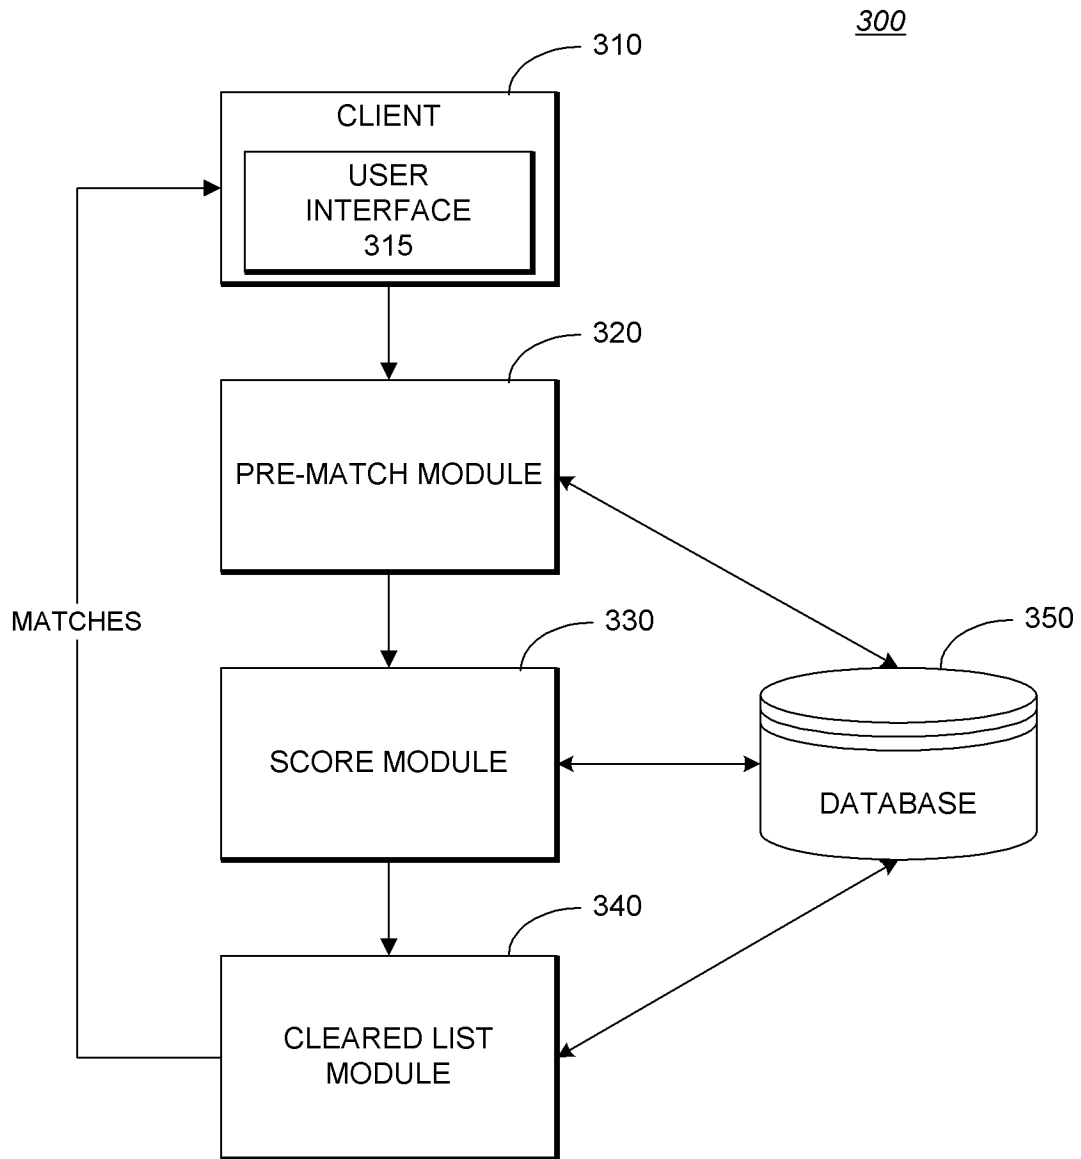 300
310
CLIENT
USER
INTERFACE
315
320
PRE-MATCH MODULE
MATCHES
330
350
SCORE MODULE
DATABASE
340
CLEARED LIST
MODULE